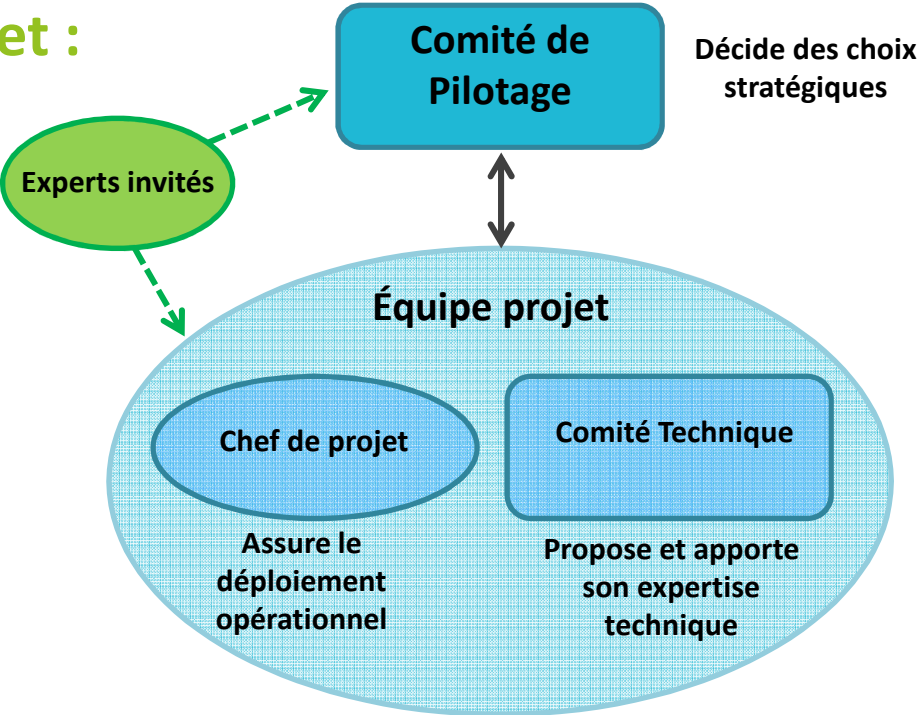 et :
Comité de
Pilotage
Décide des choix
stratégiques
Experts invités
Équipe projet
Chef de projet
Comité Technique
Assure le
déploiement
opérationnel
Propose et apporte
son expertise
technique